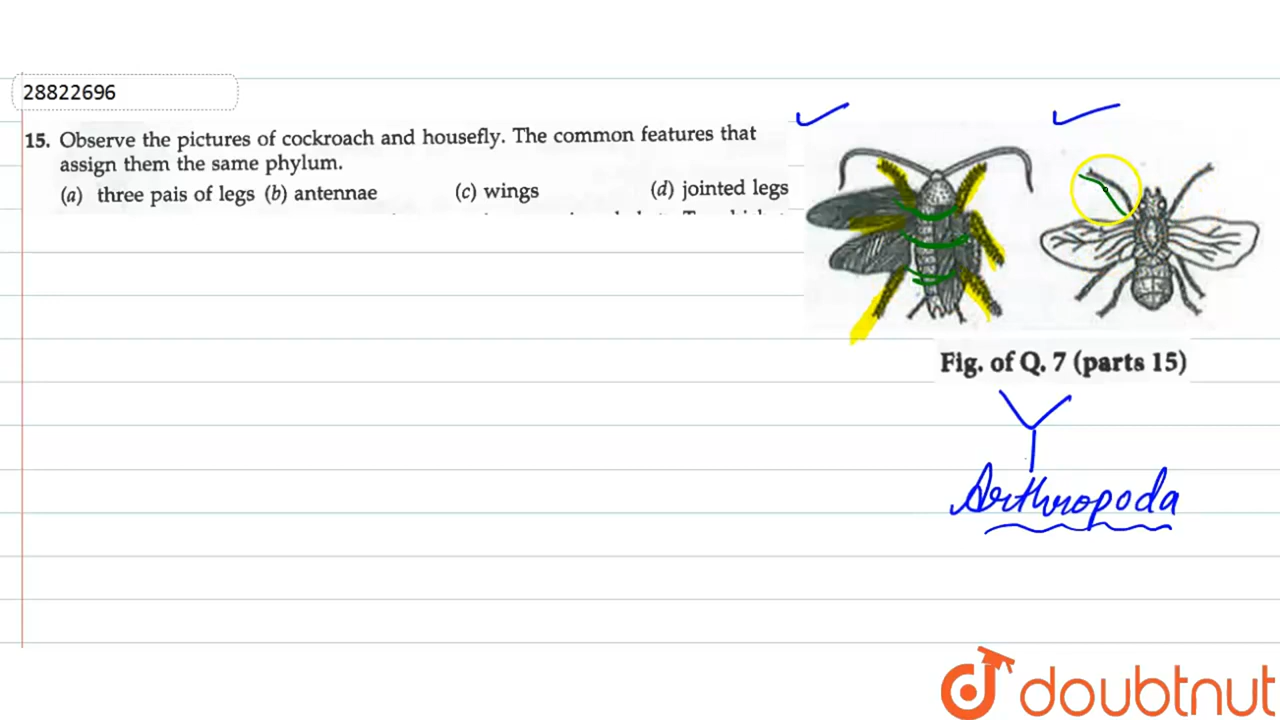 28822696
15. Observe the pictures of cockroach and housefly. The common features that
assign them the same phylum.
(a) three pais of legs (b) antennae (c) wings (d) jointed legs
Fig. of Q. 7 (parts 15)
Arthropoda
doubtnut